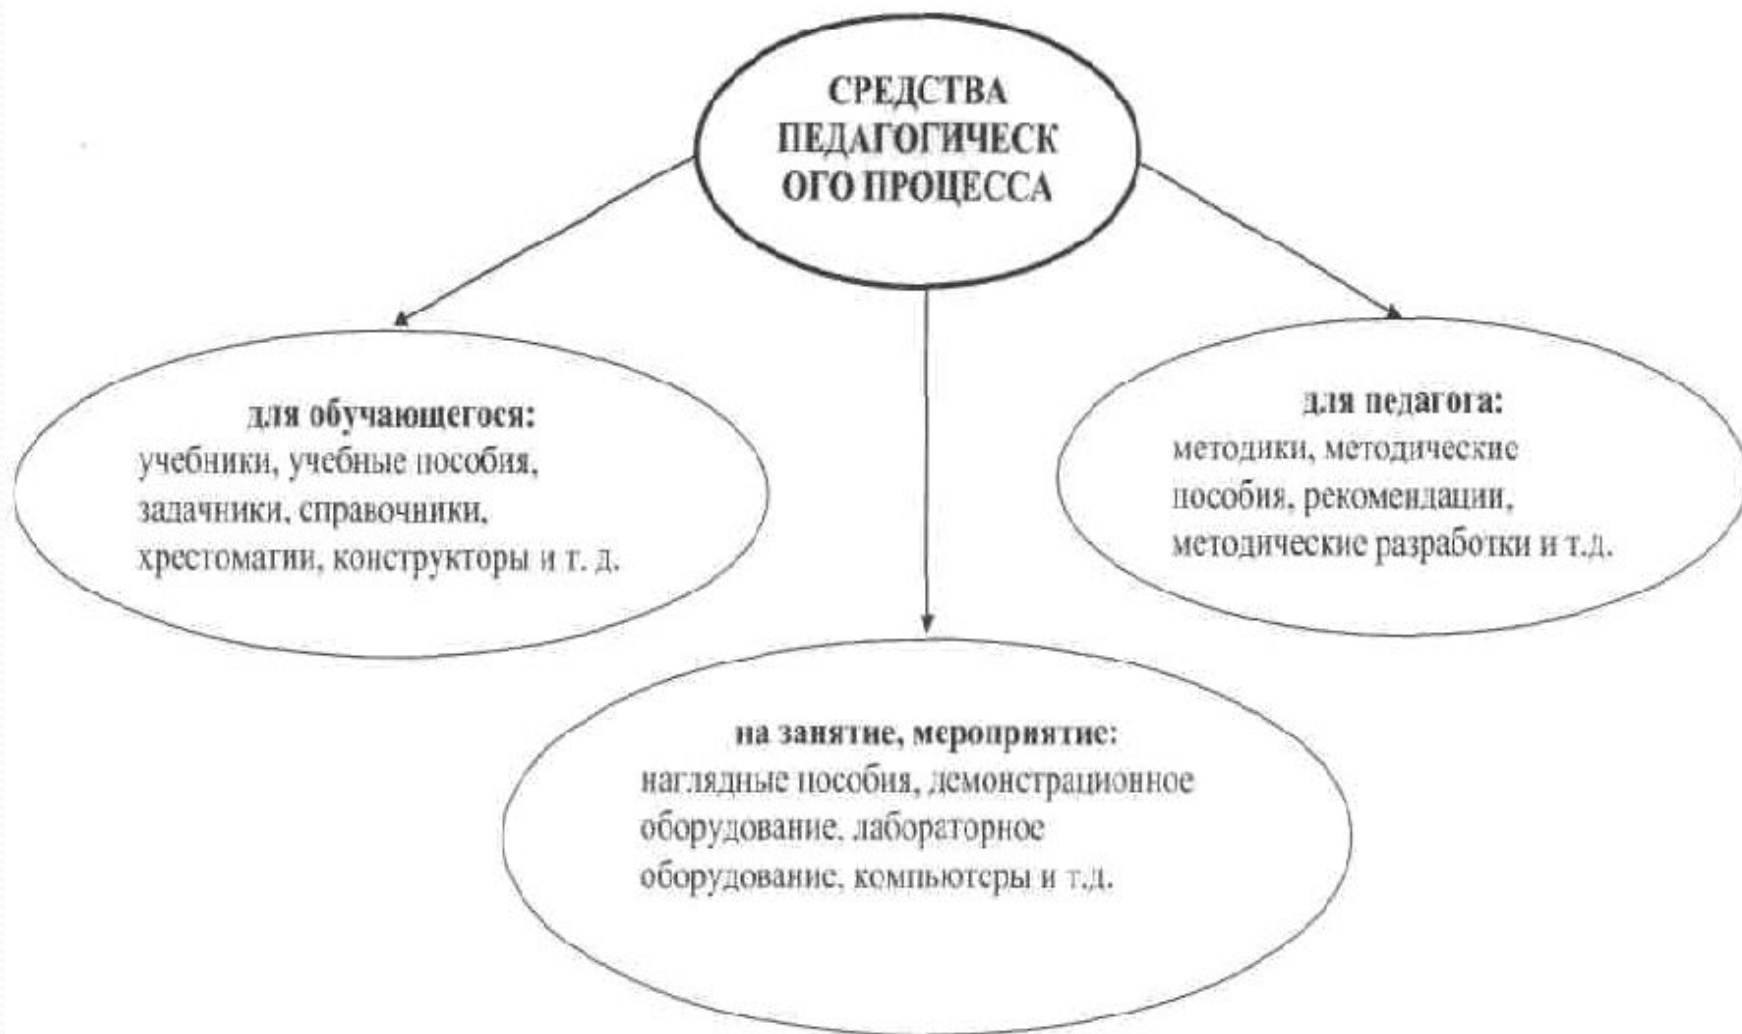 СРЕДСТВА
ПЕДАГОГИЧЕСК
ОГО ПРОЦЕССА
для обучающегося:
учебники, учебные пособия,
задачники, справочники,
хрестоматии, конструкторы и т. д.
для педагога:
методики, методические
пособия, рекомендации,
методические разработки и т.д.
на занятие, мероприятие:
наглядные пособия, демонстрационное
оборудование, лабораторное
оборудование, компьютеры и т.д.